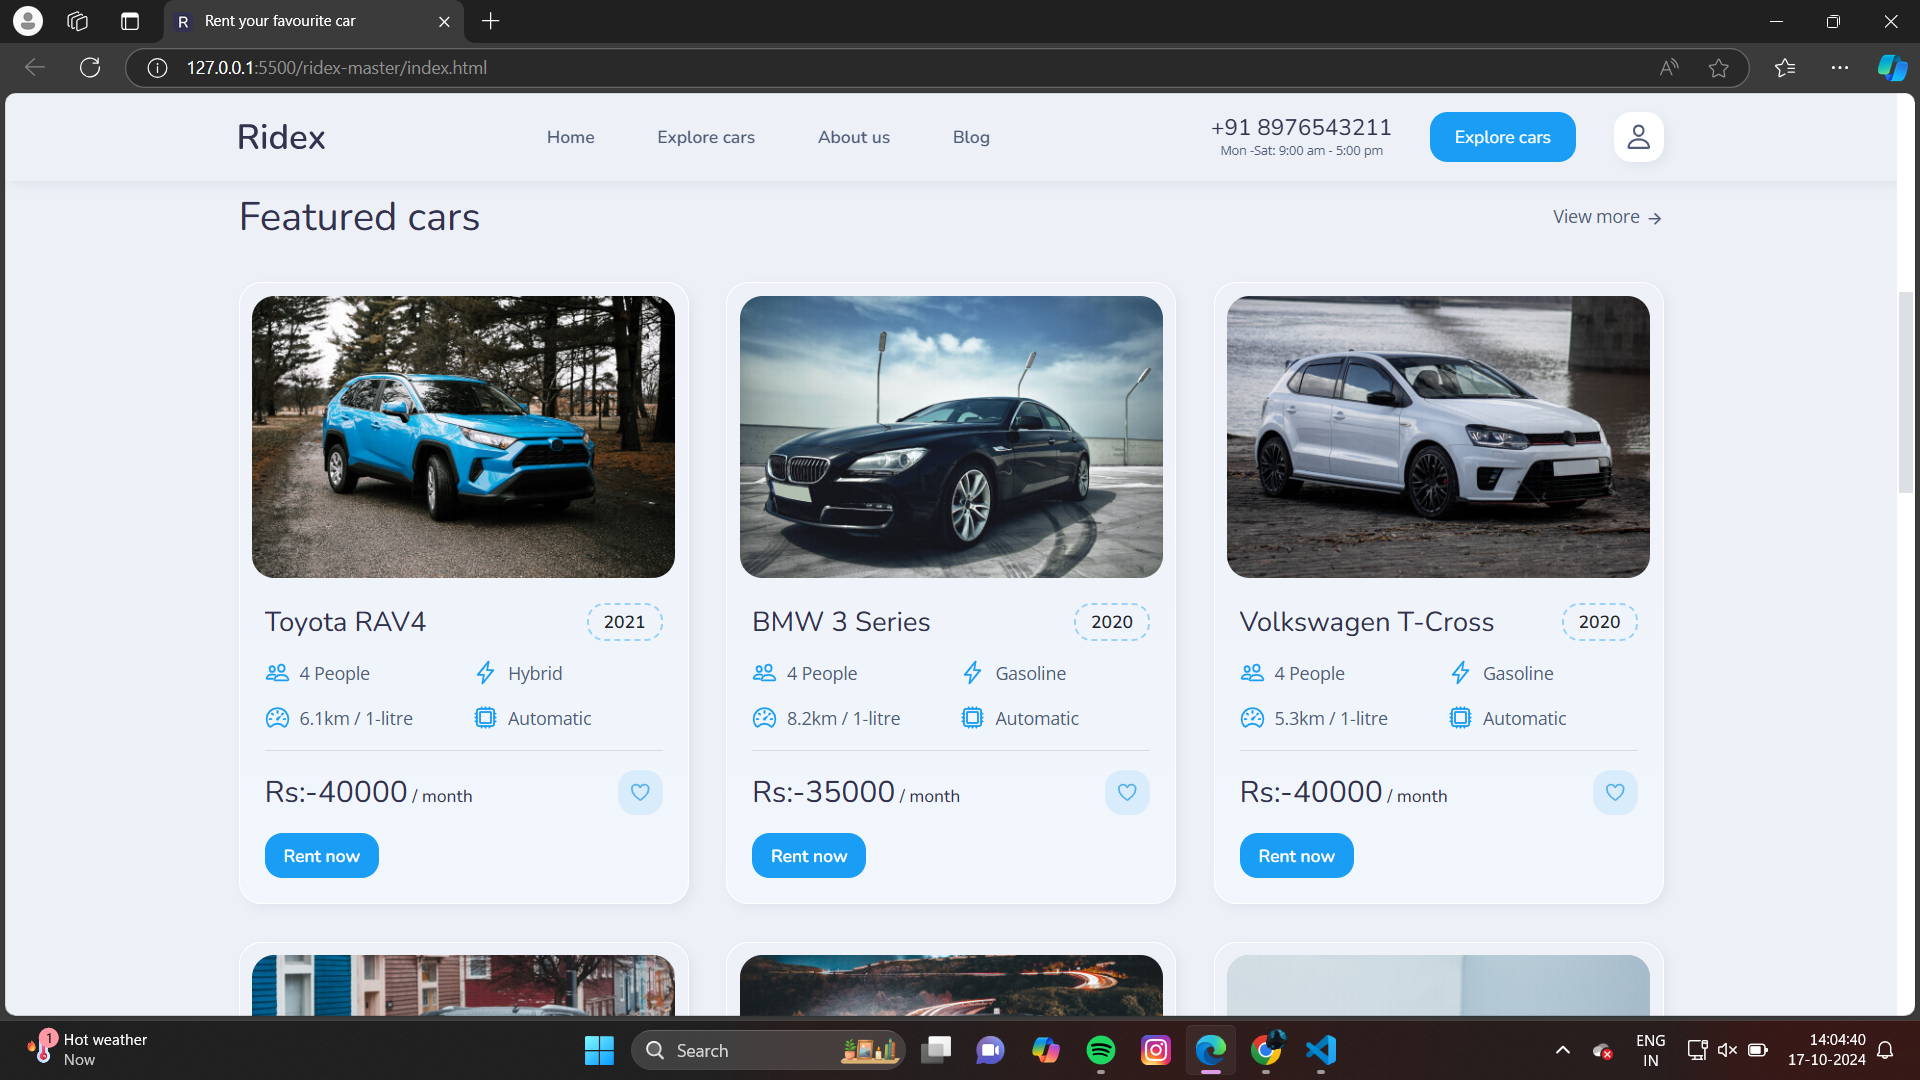 R Rent your favourite car
127.0.0.1:5500/ridex-master/index.html
Ridex
Home
Explore cars
About us
Blog
+91 8976543211
Mon -Sat: 9:00 am - 5:00 pm
Explore cars
Featured cars
View more →
Toyota RAV4
2021
4 People
Hybrid
6.1km / 1-litre
Automatic
Rs:-40000 / month
Rent now
BMW 3 Series
2020
4 People
Gasoline
8.2km / 1-litre
Automatic
Rs:-35000 / month
Rent now
Volkswagen T-Cross
2020
4 People
Gasoline
5.3km / 1-litre
Automatic
Rs:-40000 / month
Rent now
1
Hot weather
Now
Search
ENG
IN
14:04:40
17-10-2024